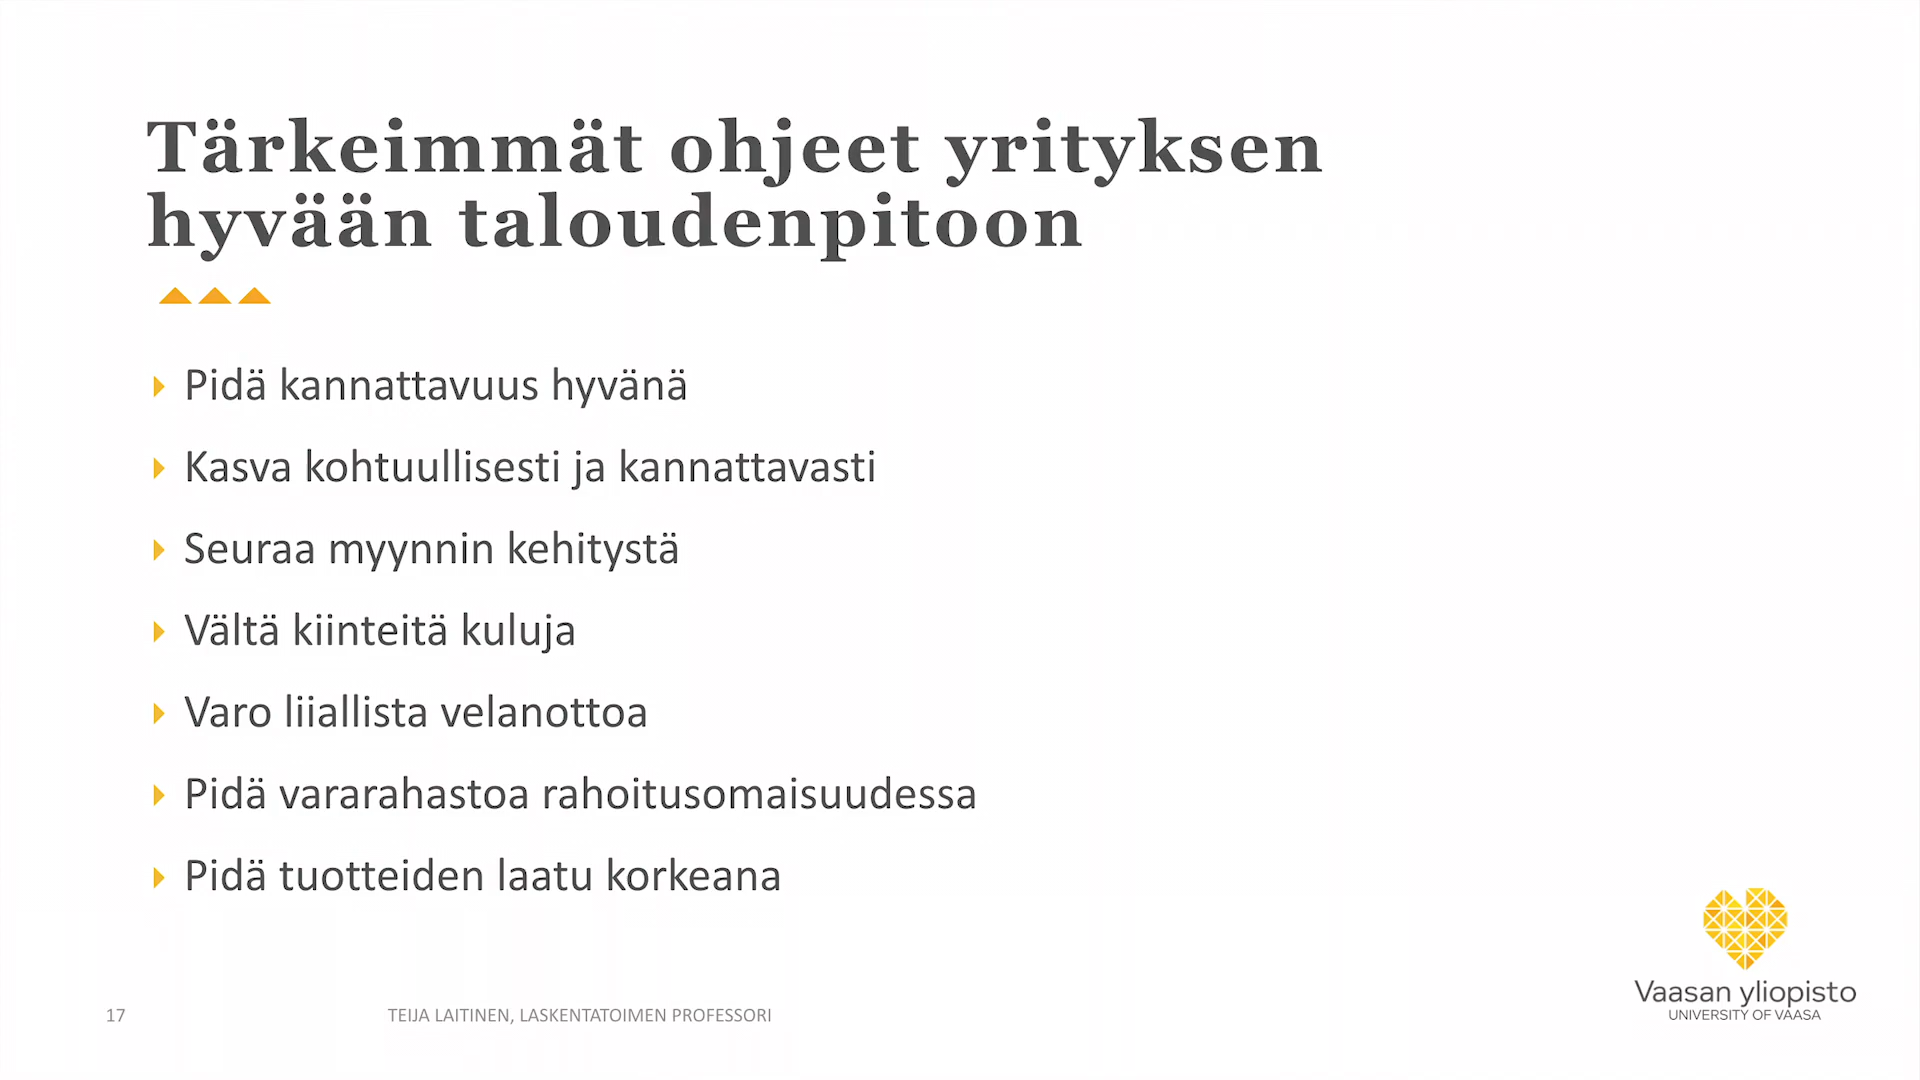 Tärkeimmät ohjeet yrityksen
hyvään taloudenpitoon
Pidä kannattavuus hyvänä
Kasva kohtuullisesti ja kannattavasti
Seuraa myynnin kehitystä
Vältä kiinteitä kuluja
Varo liiallista velanottoa
Pidä vararahastoa rahoitusomaisuudessa
Pidä tuotteiden laatu korkeana
17
TEIJA LAITINEN, LASKENTATOIMEN PROFESSORI
Vaasan yliopisto
UNIVERSITY OF VAASA